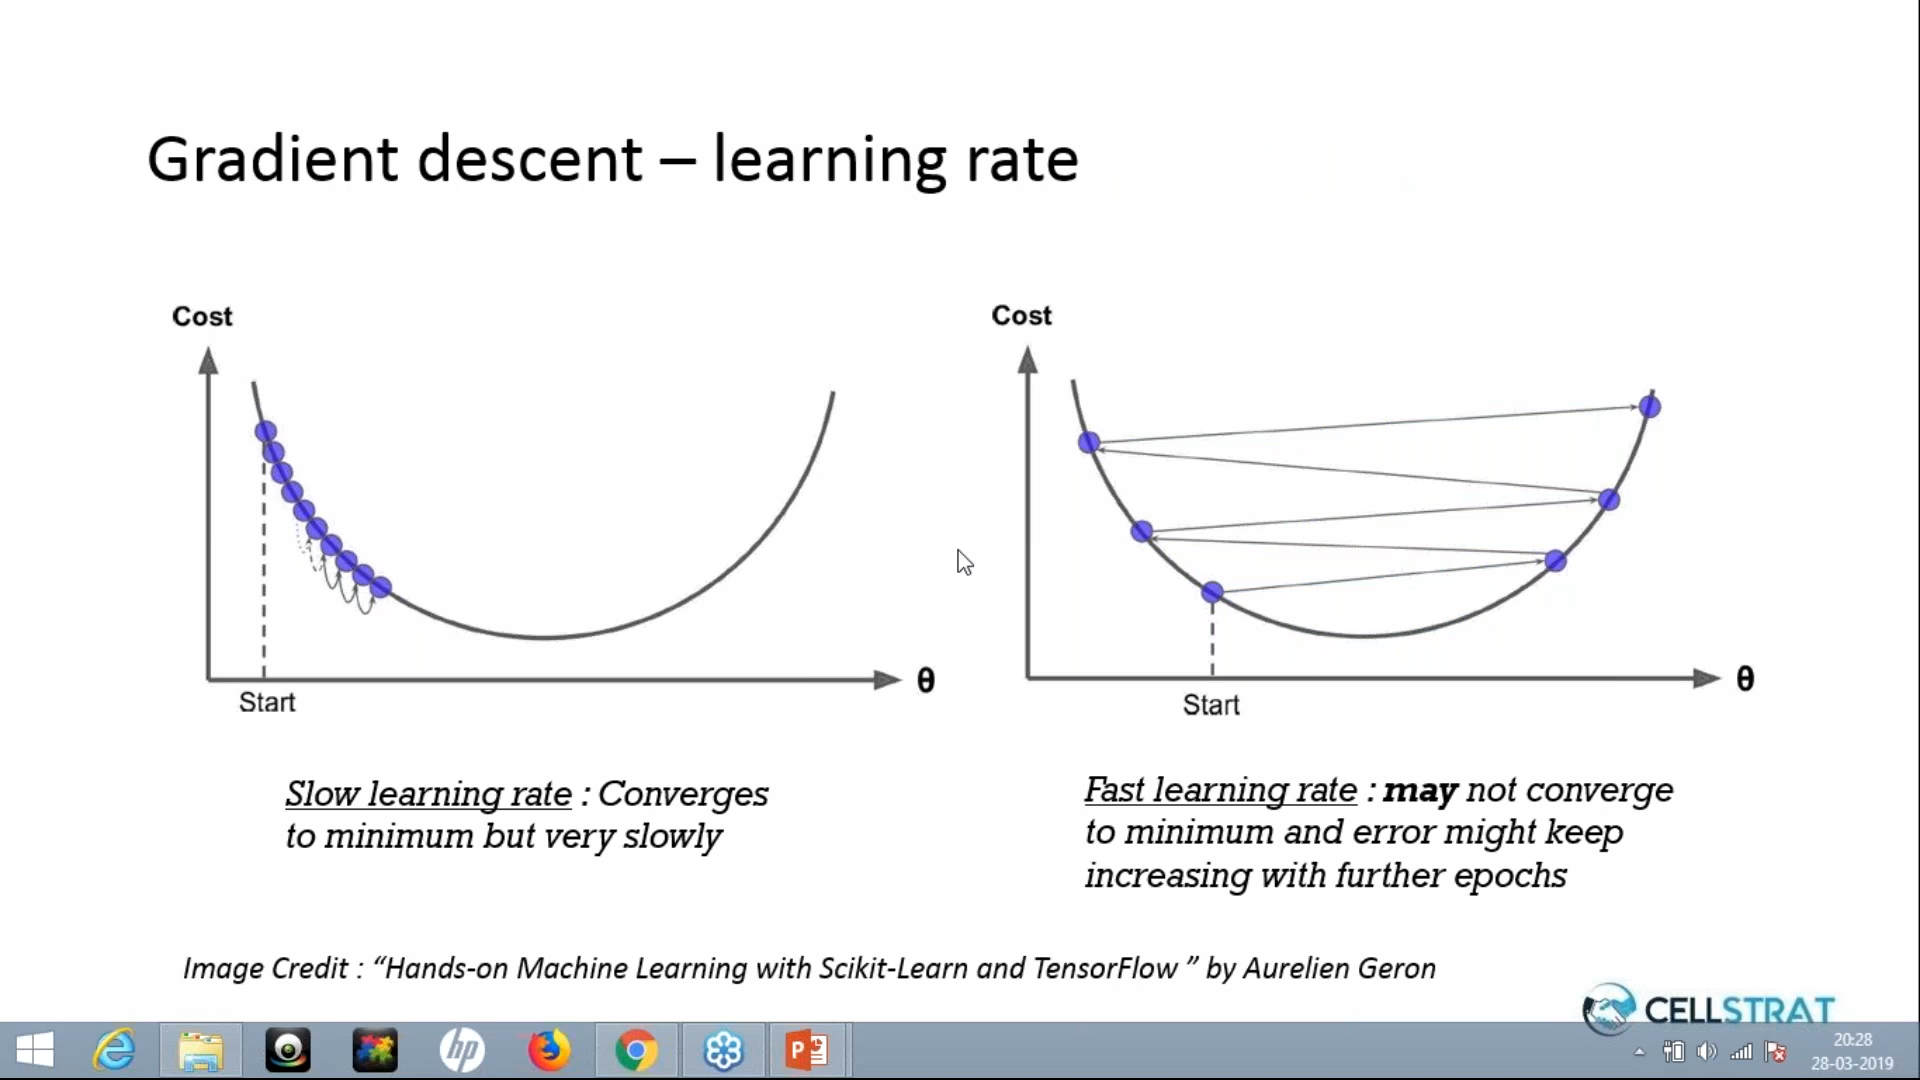 Gradient descent – learning rate
Cost
θ
Start
Cost
θ
Start
Slow learning rate : Converges
to minimum but very slowly
Fast learning rate : may not converge
to minimum and error might keep
increasing with further epochs
Image Credit : “Hands-on Machine Learning with Scikit-Learn and TensorFlow ” by Aurelien Geron
CELLSTRAT
hp
P
20:28
28-03-2019